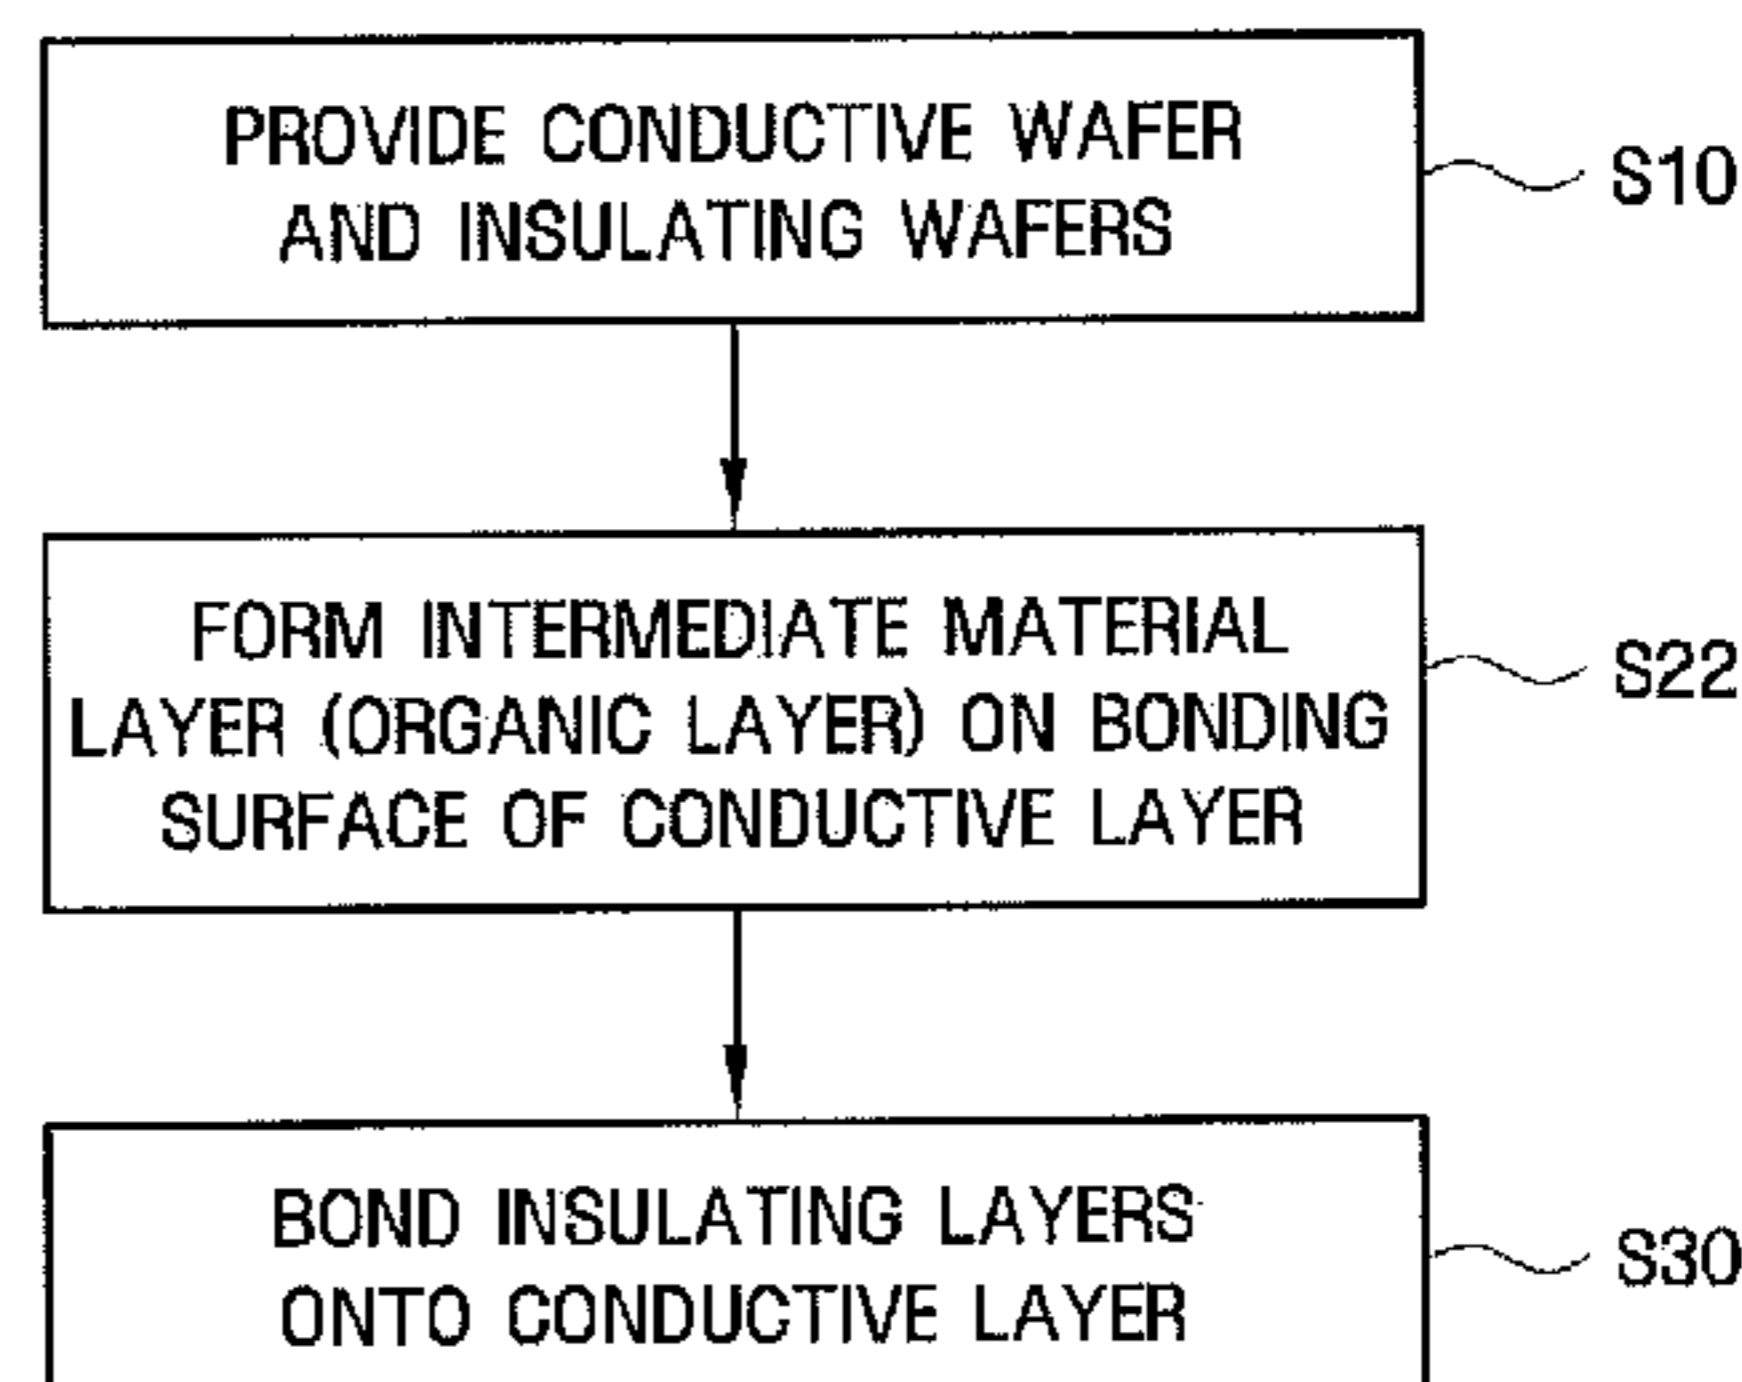 PROVIDE CONDUCTIVE WAFER
AND INSULATING WAFERS
S10
FORM INTERMEDIATE MATERIAL
LAYER (ORGANIC LAYER) ON BONDING
SURFACE OF CONDUCTIVE LAYER
S22
BOND INSULATING LAYERS
ONTO CONDUCTIVE LAYER
S30